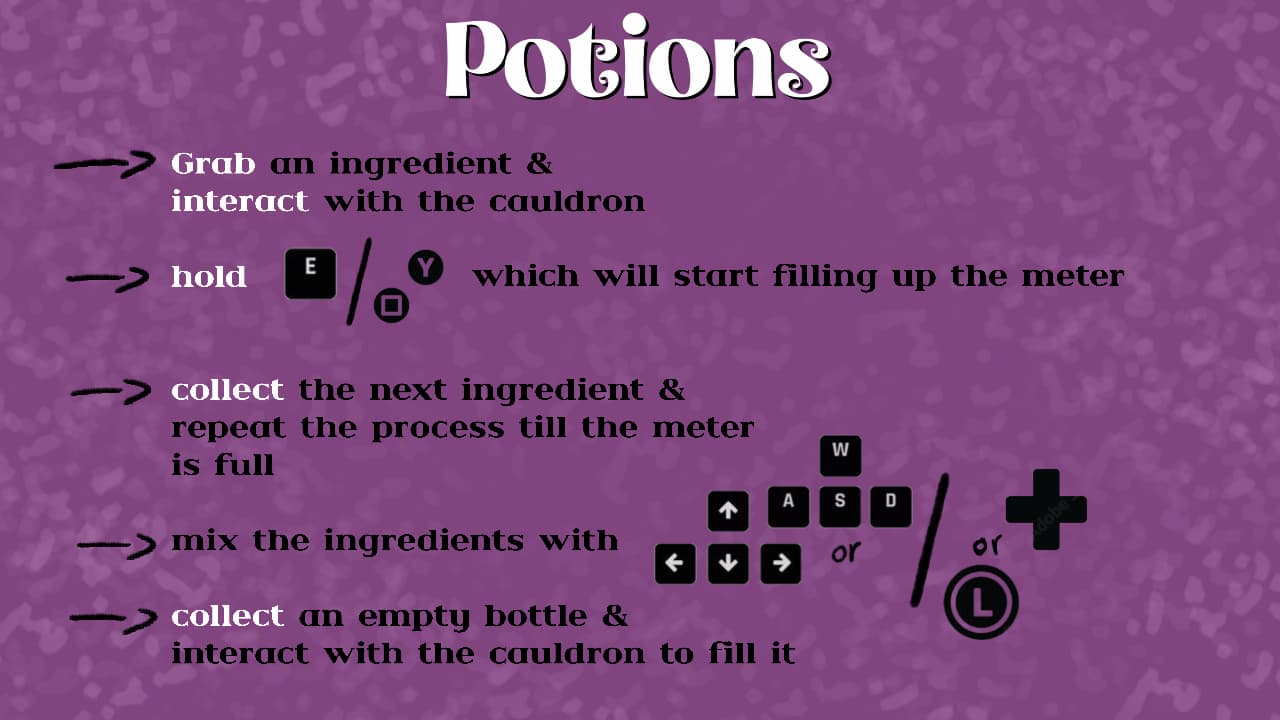 Potions
Grab an ingredient &
interact with the cauldron
hold E Y which will start filling up the meter
collect the next ingredient &
repeat the process till the meter
is full
W
A S D
mix the ingredients with
or
or
Adobe
L
collect an empty bottle &
interact with the cauldron to fill it